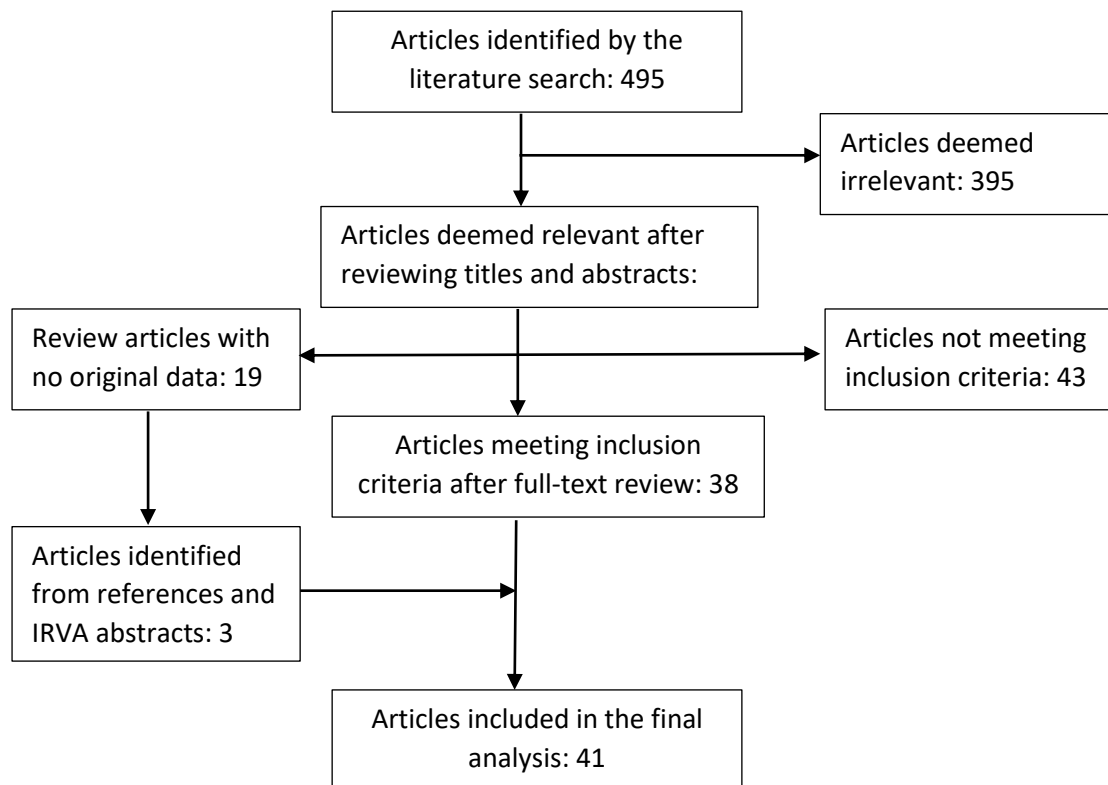 Articles identified by the
literature search: 495
Articles deemed
irrelevant: 395
Articles deemed relevant after
reviewing titles and abstracts:
Review articles with
no original data: 19
Articles not meeting
inclusion criteria: 43
Articles meeting inclusion
criteria after full-text review: 38
Articles identified
from references and
IRVA abstracts: 3
Articles included in the final
analysis: 41